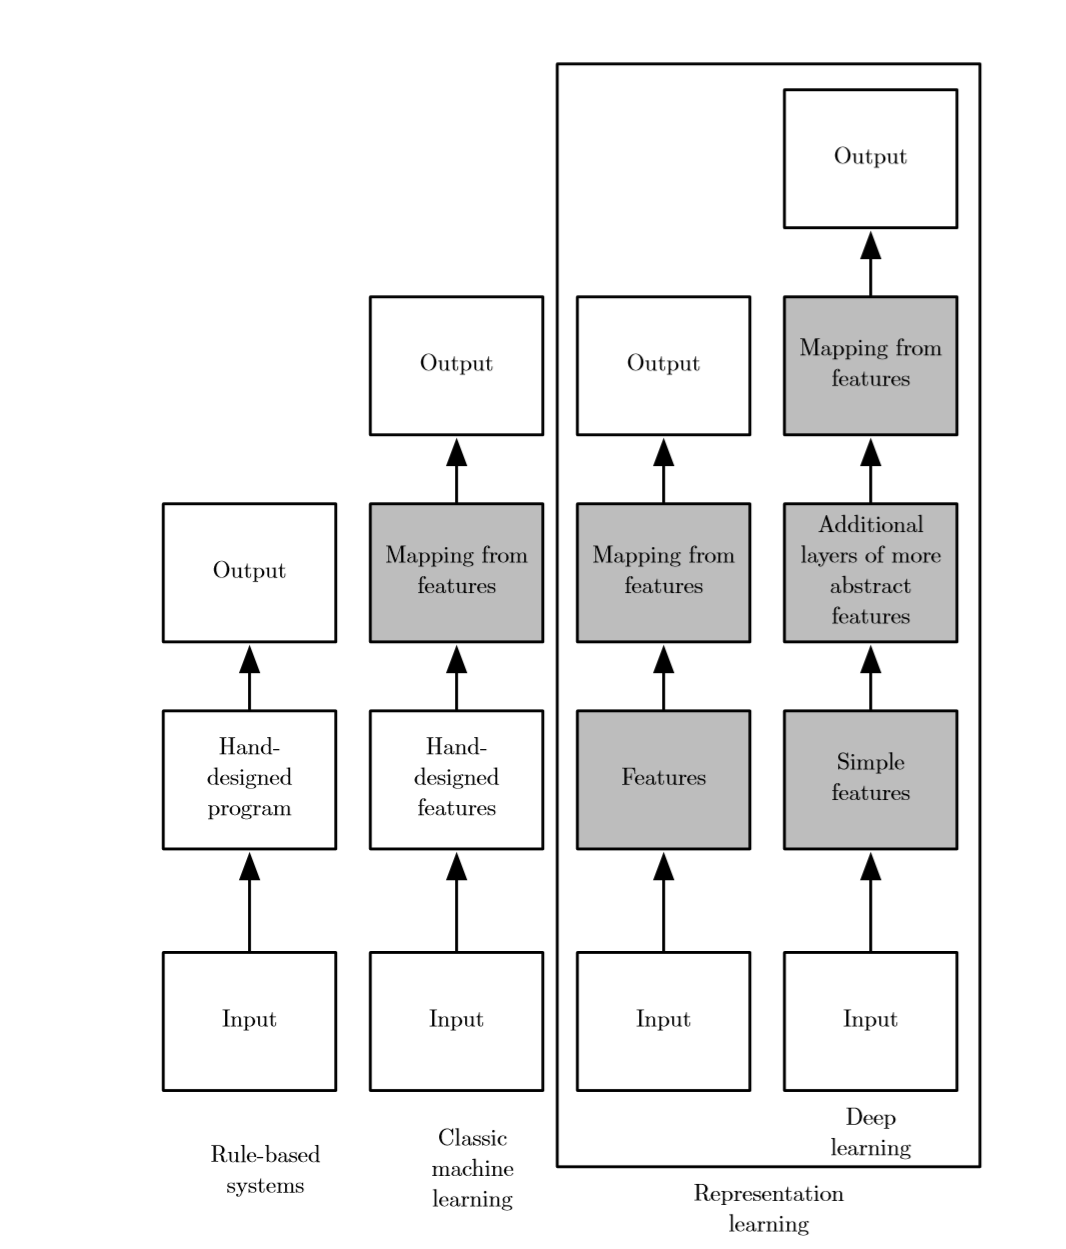 Output
Output
Output
Mapping from
features
Output
Mapping from
features
Mapping from
features
Additional
layers of more
abstract
features
Hand-
designed
program
Hand-
designed
features
Features
Simple
features
Input
Input
Input
Input
Rule-based
systems
Classic
machine
learning
Deep
learning
Representation
learning